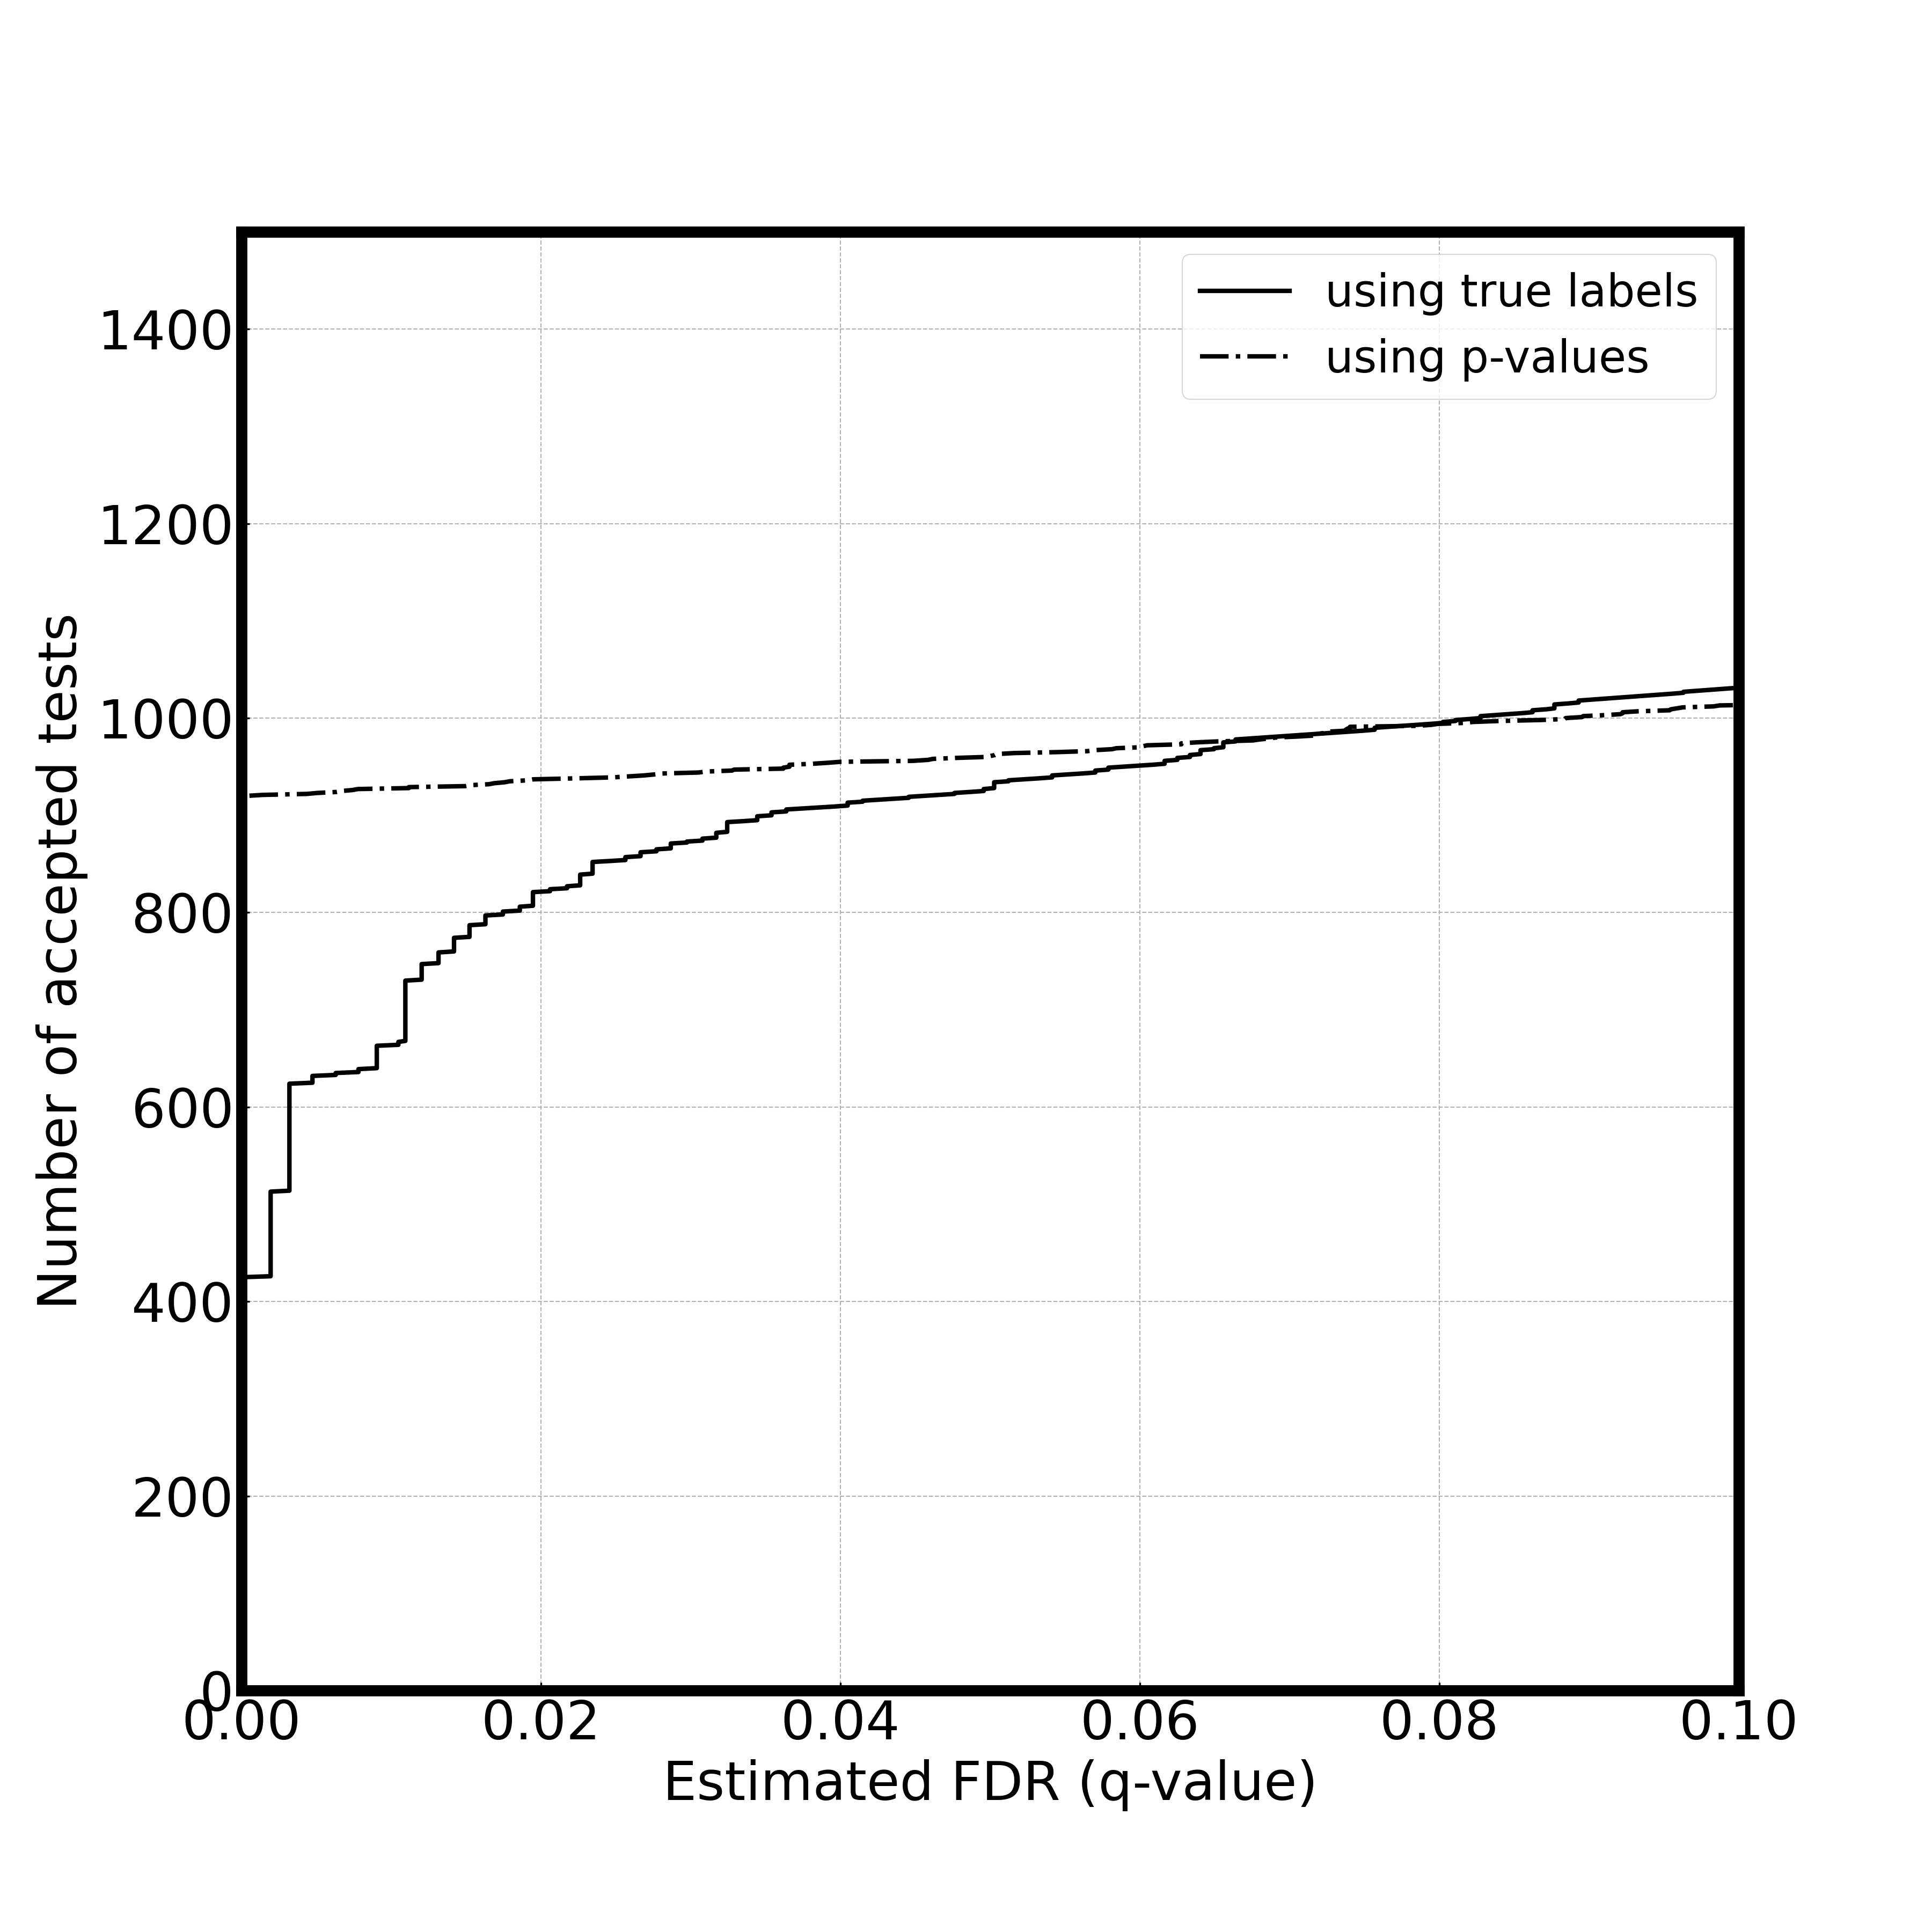 using true labels
using p-values
1400
1200
1000
800
600
400
200
0
Number of accepted tests
0.00 0.02 0.04 0.06 0.08 0.10
Estimated FDR (q-value)